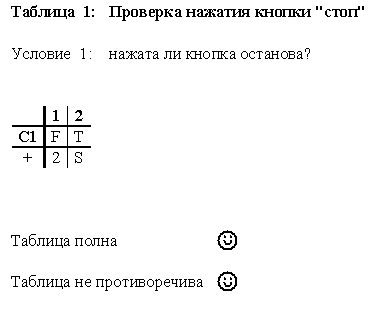 Таблица 1: Проверка нажатия кнопки "стоп"
Условие 1: нажата ли кнопка останова?
1 2
C1 F T
+ 2 S
Таблица полна
Таблица не противоречива